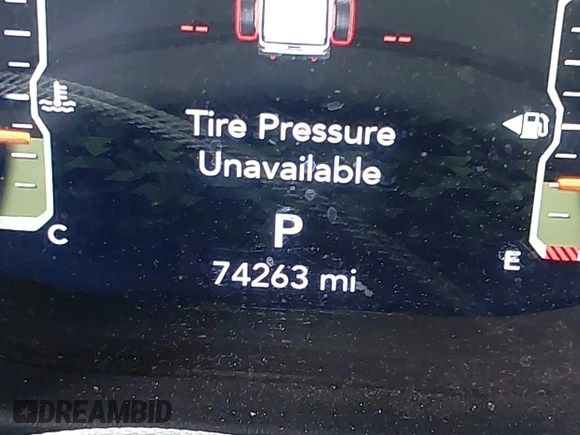 -- --
Tire Pressure
Unavailable
P
C E
74263 mi
DREAMBID